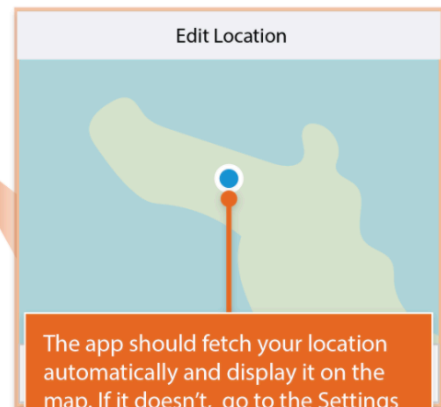 Edit Location
The app should fetch your location
automatically and display it on the
map. If it doesn't, go to the Settings